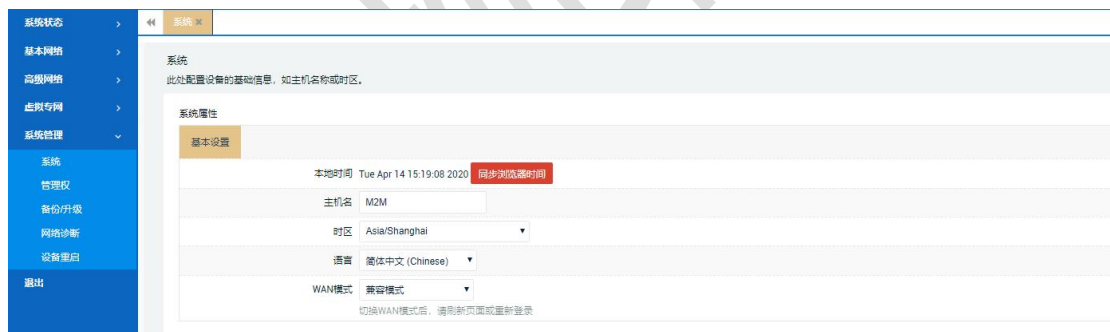 系统状态
基本网络
高级网络
虚拟专网
系统管理
系统
管理权
备份/升级
网络诊断
设备重启
退出
系统
系统
此处配置设备的基础信息，如主机名称或时区。
系统属性
基本设置
本地时间 Tue Apr 14 15:19:08 2020 同步浏览器时间
主机名 M2M
时区 Asia/Shanghai
语言 简体中文 (Chinese)
WAN模式 兼容模式
切换WAN模式后，请刷新页面或重新登录